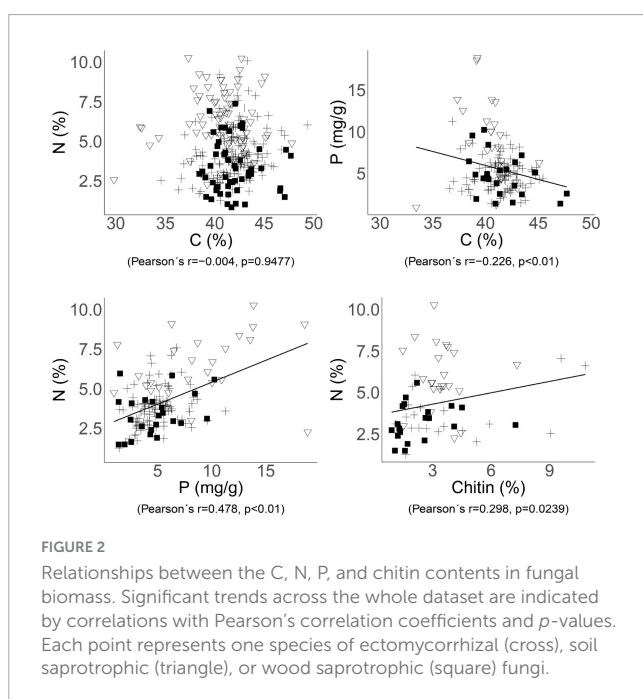 10.0
7.5
5.0
2.5
N (%)
30 35 40 45 50
C (%)
(Pearson´s r=−0.004, p=0.9477)
15
10
5
P (mg/g)
30 35 40 45 50
C (%)
(Pearson´s r=−0.226, p<0.01)
10.0
7.5
5.0
2.5
N (%)
5 10 15
P (mg/g)
(Pearson´s r=0.478, p<0.01)
10.0
7.5
5.0
2.5
N (%)
3 6 9
Chitin (%)
(Pearson´s r=0.298, p=0.0239)
FIGURE 2
Relationships between the C, N, P, and chitin contents in fungal
biomass. Significant trends across the whole dataset are indicated
by correlations with Pearson’s correlation coefficients and p-values.
Each point represents one species of ectomycorrhizal (cross), soil
saprotrophic (triangle), or wood saprotrophic (square) fungi.